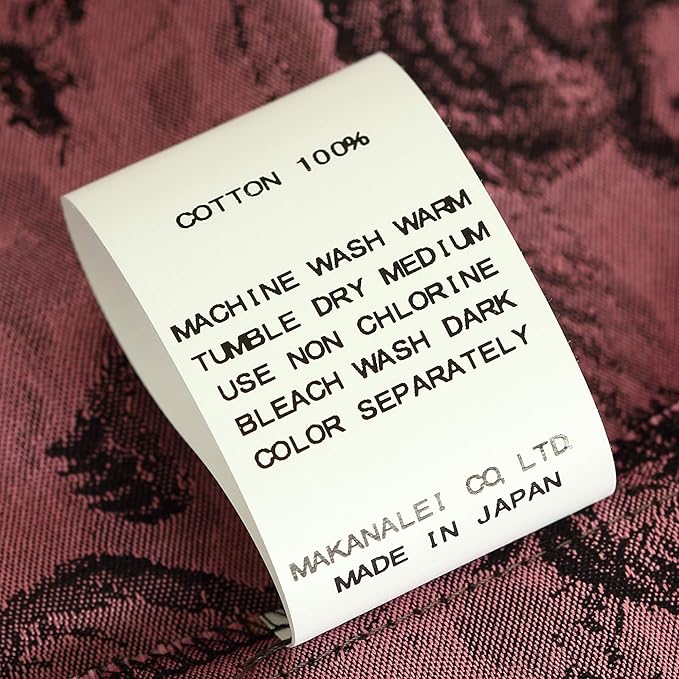 COTTON 100%
MACHINE WASH WARM
TUMBLE DRY MEDIUM
USE NON CHLORINE
BLEACH WASH DARK
COLOR SEPARATELY
MAKANALEI CO., LTD.
MADE IN JAPAN